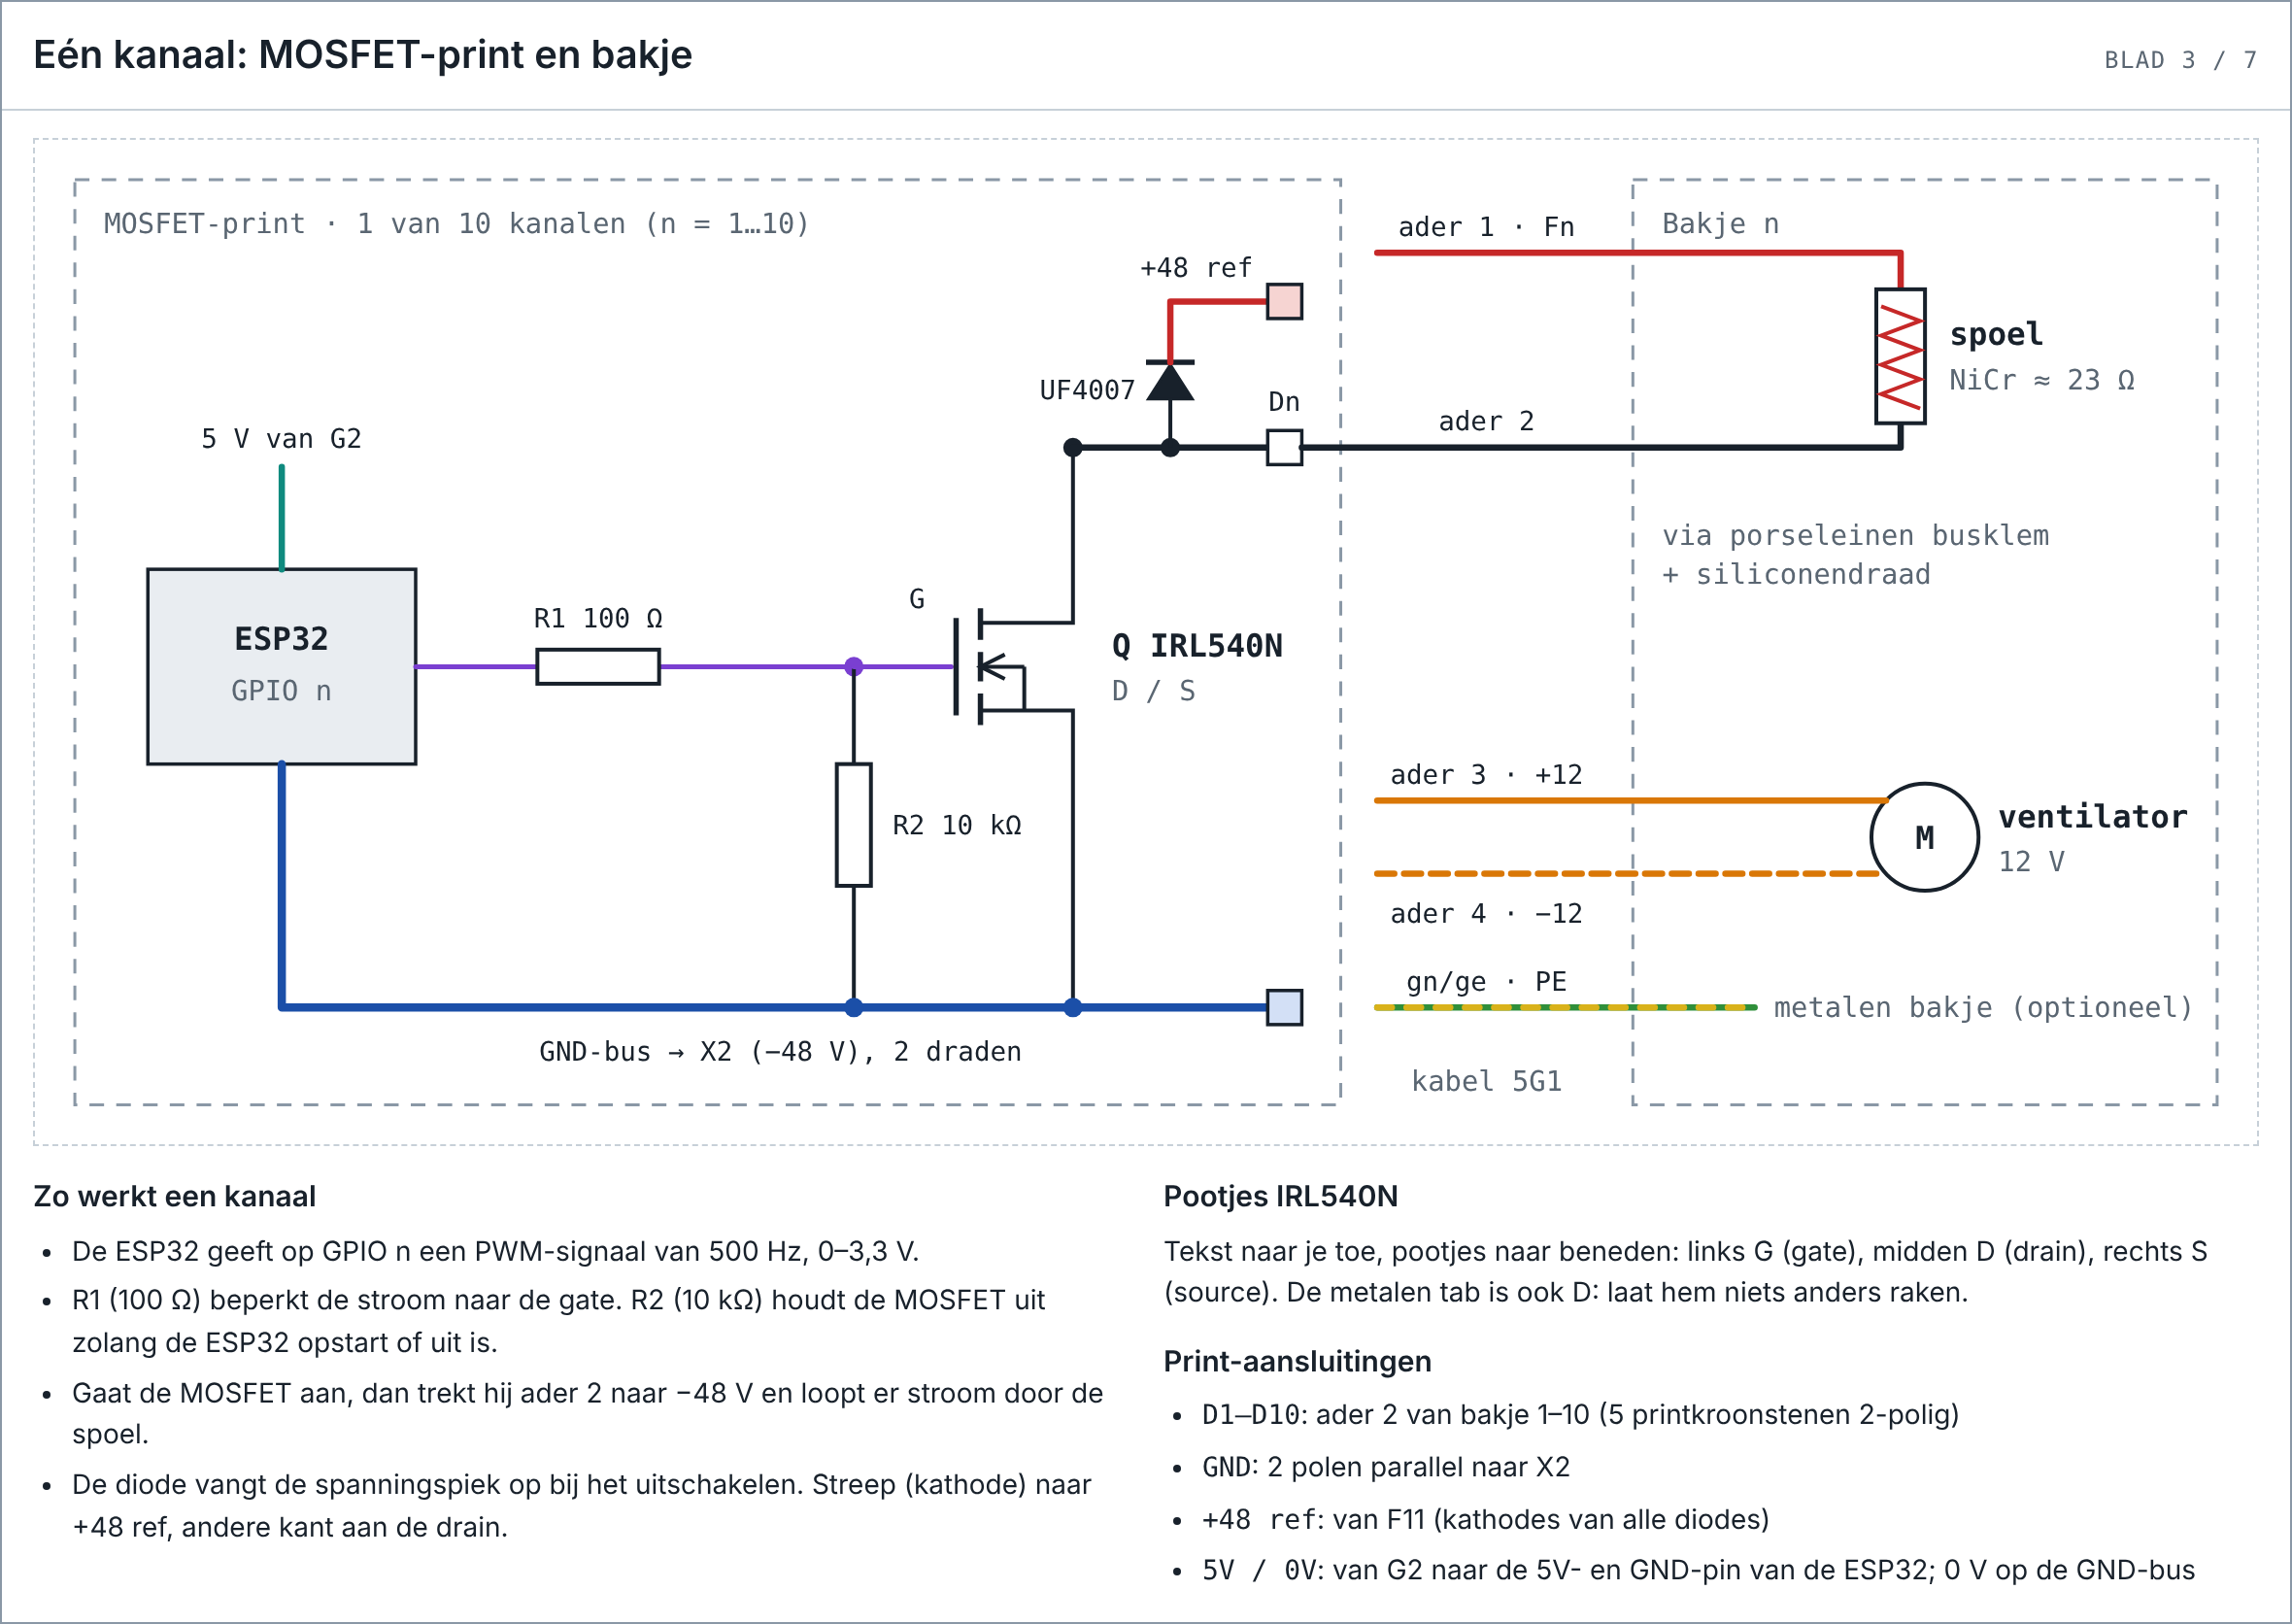 Eén kanaal: MOSFET-print en bakje
BLAD 3 / 7
MOSFET-print · 1 van 10 kanalen (n = 1…10)
ader 1 · Fn
Bakje n
+48 ref
spoel
NiCr ≈ 23 Ω
UF4007
Dn
ader 2
5 V van G2
via porseleinen busklem
+ siliconendraad
G
R1 100 Ω
ESP32
GPIO n
Q IRL540N
D / S
ader 3 · +12
R2 10 kΩ
M
ventilator
12 V
ader 4 · −12
gn/ge · PE
metalen bakje (optioneel)
GND-bus → X2 (−48 V), 2 draden
kabel 5G1
Zo werkt een kanaal
• De ESP32 geeft op GPIO n een PWM-signaal van 500 Hz, 0–3,3 V.
• R1 (100 Ω) beperkt de stroom naar de gate. R2 (10 kΩ) houdt de MOSFET uit
zolang de ESP32 opstart of uit is.
• Gaat de MOSFET aan, dan trekt hij ader 2 naar −48 V en loopt er stroom door de
spoel.
• De diode vangt de spanningspiek op bij het uitschakelen. Streep (kathode) naar
+48 ref, andere kant aan de drain.
Pootjes IRL540N
Tekst naar je toe, pootjes naar beneden: links G (gate), midden D (drain), rechts S
(source). De metalen tab is ook D: laat hem niets anders raken.
Print-aansluitingen
• D1–D10: ader 2 van bakje 1–10 (5 printkroonstenen 2-polig)
• GND: 2 polen parallel naar X2
• +48 ref: van F11 (kathodes van alle diodes)
• 5V / 0V: van G2 naar de 5V- en GND-pin van de ESP32; 0 V op de GND-bus